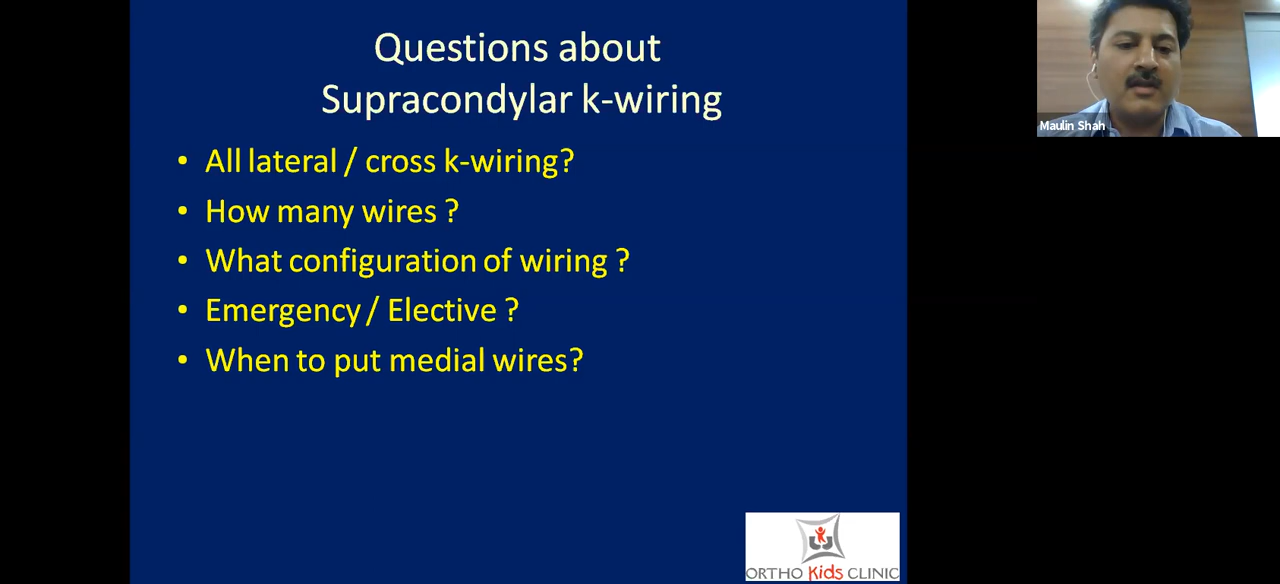 Questions about
Supracondylar k-wiring
• All lateral / cross k-wiring?
• How many wires ?
• What configuration of wiring ?
• Emergency / Elective ?
• When to put medial wires?
Maulin Shah
ORTHO Kids CLINIC